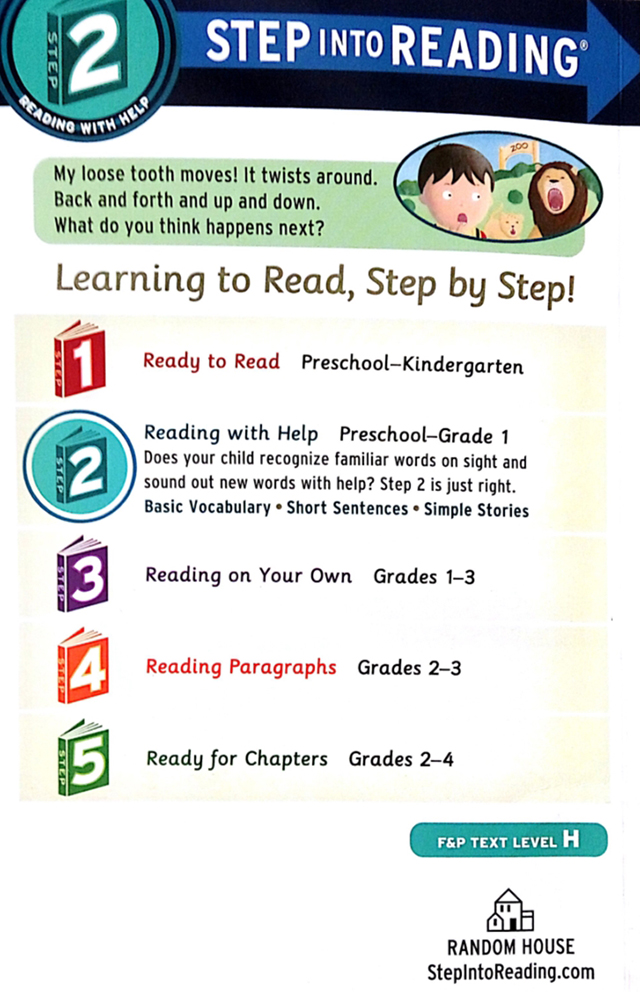 STEP 2
READING WITH HELP
STEP INTO READING®
My loose tooth moves! It twists around.
Back and forth and up and down.
What do you think happens next?
ZOO
Learning to Read, Step by Step!
STEP 1
Ready to Read Preschool–Kindergarten
STEP 2
Reading with Help Preschool–Grade 1
Does your child recognize familiar words on sight and
sound out new words with help? Step 2 is just right.
Basic Vocabulary • Short Sentences • Simple Stories
STEP 3
Reading on Your Own Grades 1–3
STEP 4
Reading Paragraphs Grades 2–3
STEP 5
Ready for Chapters Grades 2–4
F&P TEXT LEVEL H
RANDOM HOUSE
StepIntoReading.com